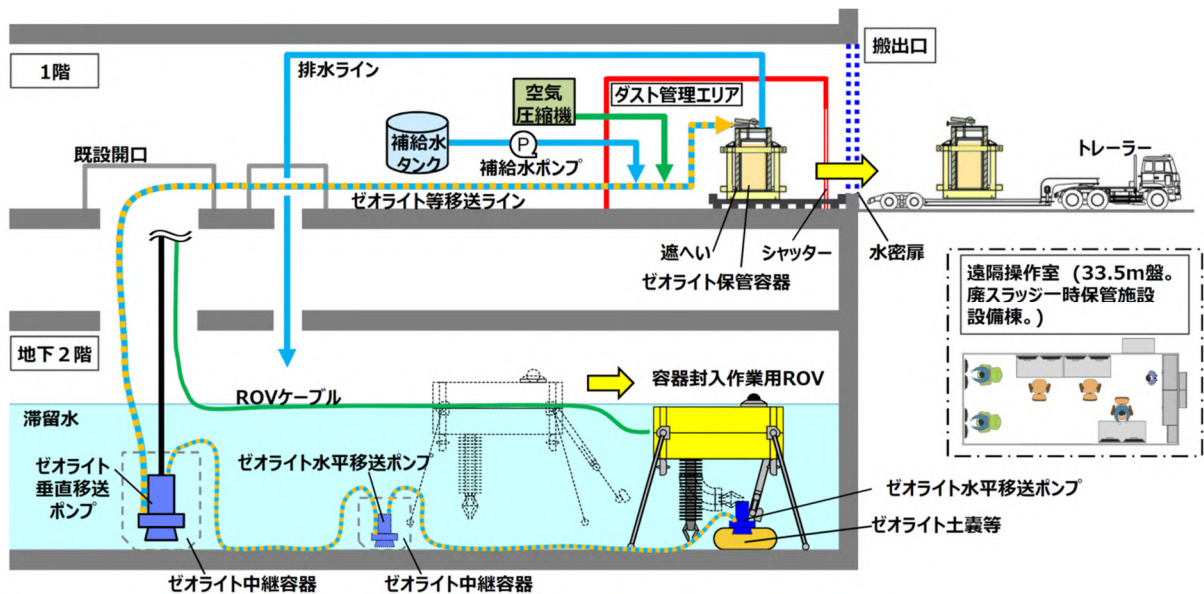 搬出口
1階
排水ライン
空気
圧縮機
ダスト管理エリア
補給水
タンク
P
補給水ポンプ
既設開口
トレーラー
ゼオライト等移送ライン
遮へい
シャッター
水密扉
ゼオライト保管容器
遠隔操作室（33.5m盤。
廃スラッジ一時保管施設
設備棟。)
地下２階
容器封入作業用ROV
ROVケーブル
滞留水
ゼオライト
垂直移送
ポンプ
ゼオライト水平移送ポンプ
ゼオライト水平移送ポンプ
ゼオライト土嚢等
ゼオライト中継容器
ゼオライト中継容器